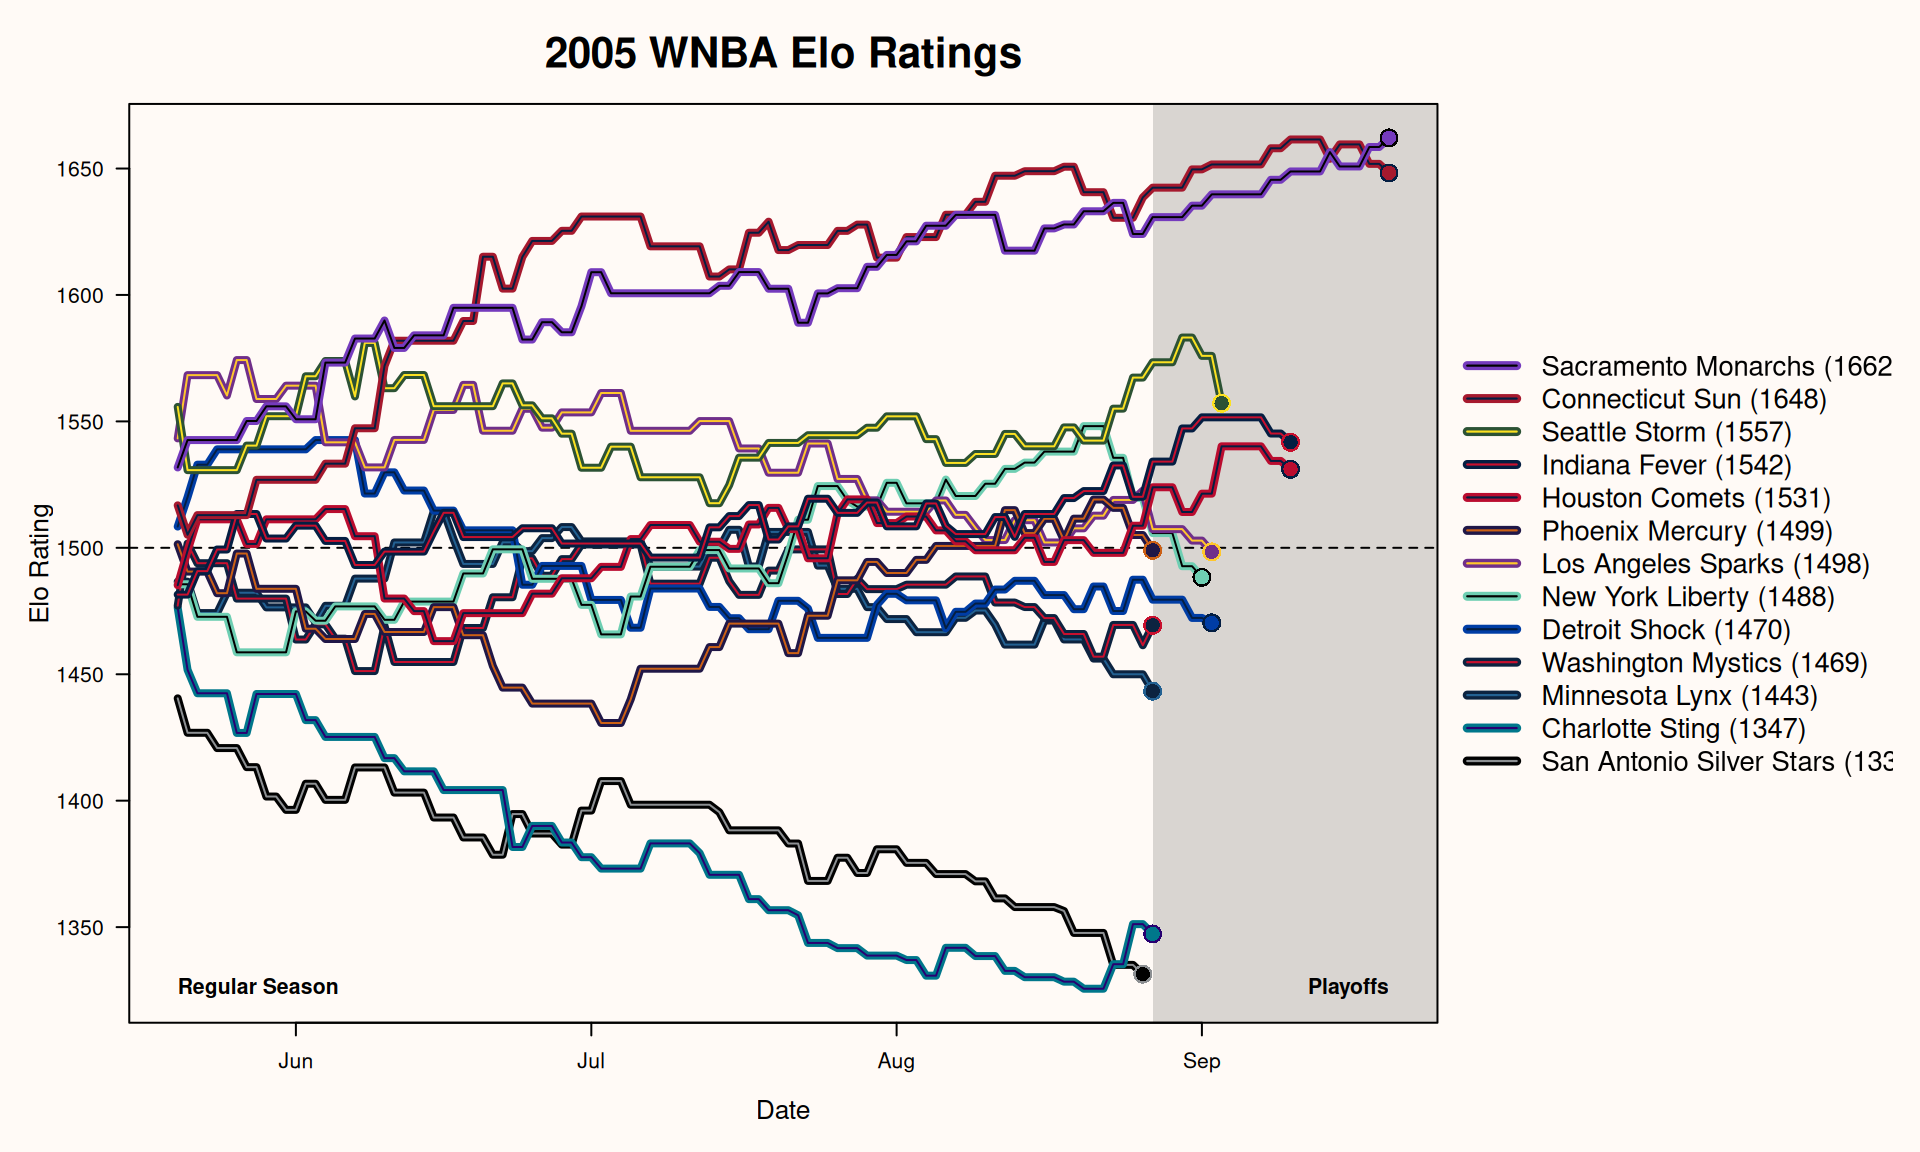 2005 WNBA Elo Ratings
Elo Rating
1650
1600
1550
1500
1450
1400
1350
Regular Season
Playoffs
Jun
Jul
Aug
Sep
Date
Sacramento Monarchs (1662
Connecticut Sun (1648)
Seattle Storm (1557)
Indiana Fever (1542)
Houston Comets (1531)
Phoenix Mercury (1499)
Los Angeles Sparks (1498)
New York Liberty (1488)
Detroit Shock (1470)
Washington Mystics (1469)
Minnesota Lynx (1443)
Charlotte Sting (1347)
San Antonio Silver Stars (133